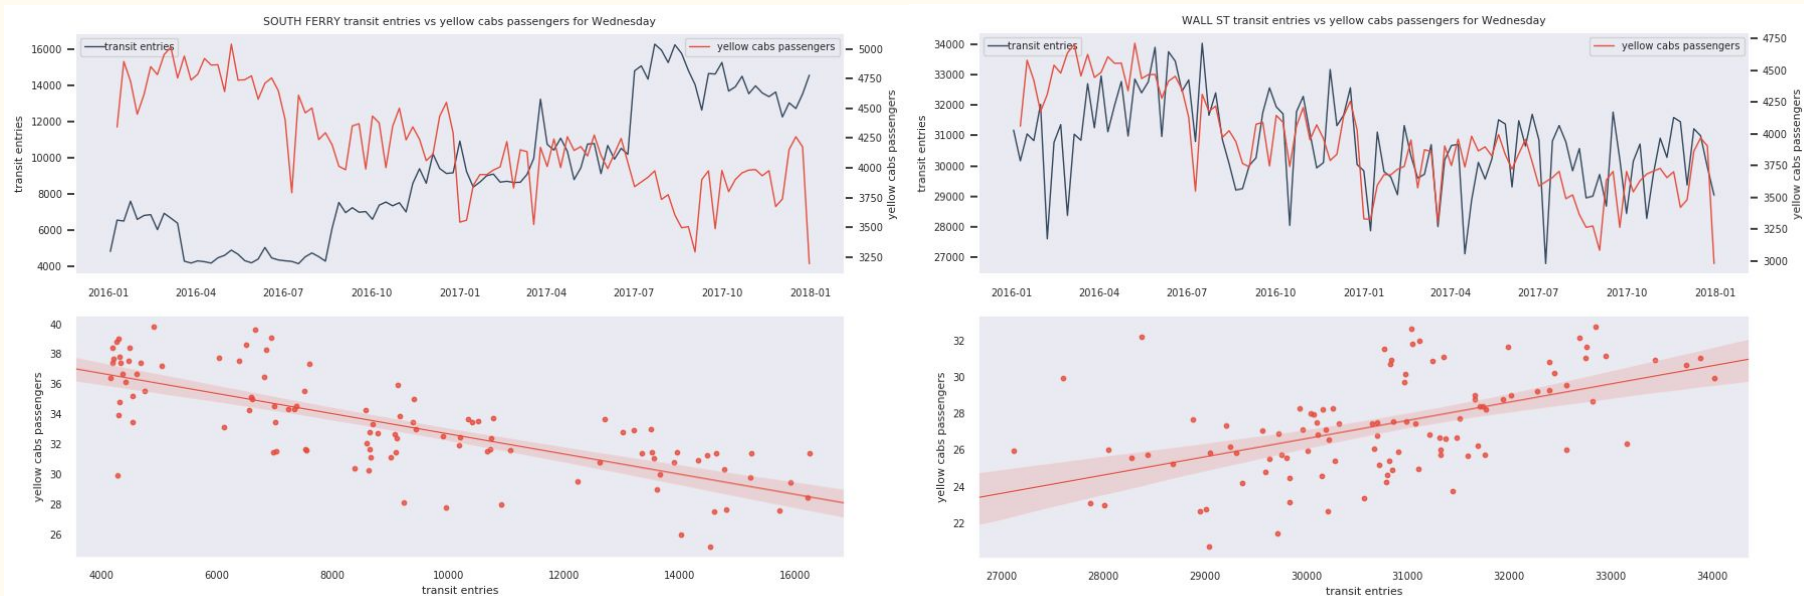 SOUTH FERRY transit entries vs yellow cabs passengers for Wednesday
transit entries
yellow cabs passengers
16000
14000
12000
10000
8000
6000
4000
transit entries
5000
4750
4500
4250
4000
3750
3500
3250
yellow cabs passengers
2016-01 2016-04 2016-07 2016-10 2017-01 2017-04 2017-07 2017-10 2018-01
WALL ST transit entries vs yellow cabs passengers for Wednesday
transit entries
yellow cabs passengers
34000
33000
32000
31000
30000
29000
28000
27000
transit entries
4750
4500
4250
4000
3750
3500
3250
3000
yellow cabs passengers
2016-01 2016-04 2016-07 2016-10 2017-01 2017-04 2017-07 2017-10 2018-01
40
38
36
34
32
30
28
26
yellow cabs passengers
4000 6000 8000 10000 12000 14000 16000
transit entries
32
30
28
26
24
22
yellow cabs passengers
27000 28000 29000 30000 31000 32000 33000 34000
transit entries